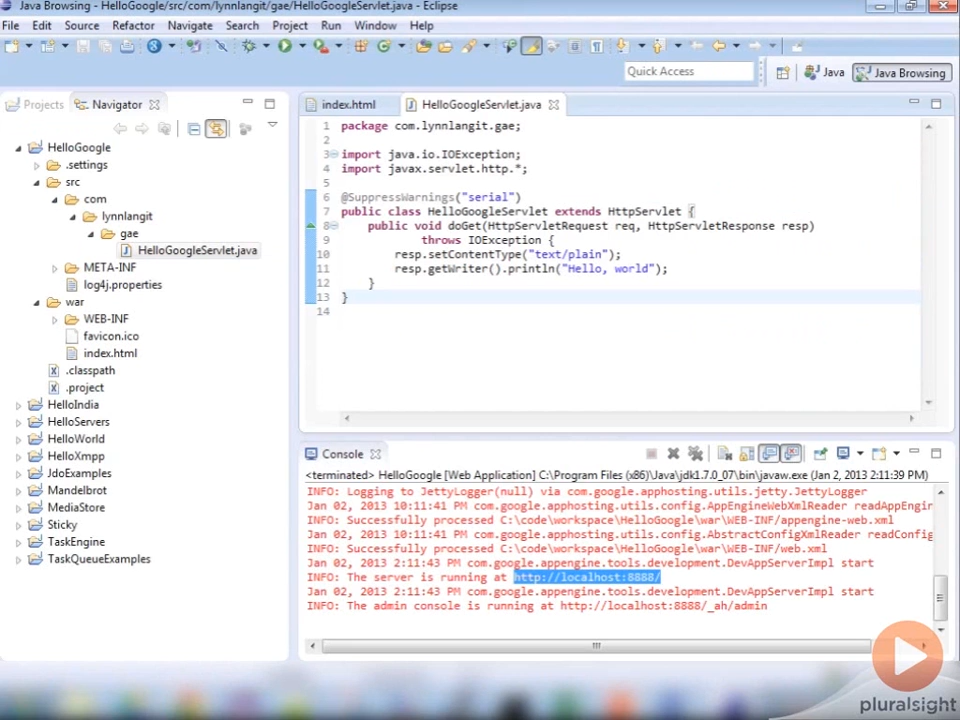 Java Browsing - HelloGoogle/src/com/lynnlangit/gae/HelloGoogleServlet.java - Eclipse
File Edit Source Refactor Navigate Search Project Run Window Help
Quick Access
Java
Java Browsing
Projects
Navigator
HelloGoogle
.settings
src
com
lynnlangit
gae
HelloGoogleServlet.java
META-INF
log4j.properties
war
WEB-INF
favicon.ico
index.html
.classpath
.project
HelloIndia
HelloServers
HelloWorld
HelloXmpp
JdoExamples
Mandelbrot
MediaStore
Sticky
TaskEngine
TaskQueueExamples
index.html
HelloGoogleServlet.java
1 package com.lynnlangit.gae;
2
3 import java.io.IOException;
4 import javax.servlet.http.*;
5
6 @SuppressWarnings("serial")
7 public class HelloGoogleServlet extends HttpServlet {
8 public void doGet(HttpServletRequest req, HttpServletResponse resp)
9 throws IOException {
10 resp.setContentType("text/plain");
11 resp.getWriter().println("Hello, world");
12 }
13 }
14
Console
<terminated> HelloGoogle [Web Application] C:\Program Files (x86)\Java\jdk1.7.0_07\bin\javaw.exe (Jan 2, 2013 2:11:39 PM)
INFO: Logging to JettyLogger(null) via com.google.apphosting.utils.jetty.JettyLogger
Jan 02, 2013 10:11:41 PM com.google.apphosting.utils.config.AppEngineWebXmlReader readAppEngin
INFO: Successfully processed C:\code\workspace\HelloGoogle\war\WEB-INF/appengine-web.xml
Jan 02, 2013 10:11:41 PM com.google.apphosting.utils.config.AbstractConfigXmlReader readConfig
INFO: Successfully processed C:\code\workspace\HelloGoogle\war\WEB-INF/web.xml
Jan 02, 2013 2:11:43 PM com.google.appengine.tools.development.DevAppServerImpl start
INFO: The server is running at http://localhost:8888/
Jan 02, 2013 2:11:43 PM com.google.appengine.tools.development.DevAppServerImpl start
INFO: The admin console is running at http://localhost:8888/_ah/admin
pluralsight